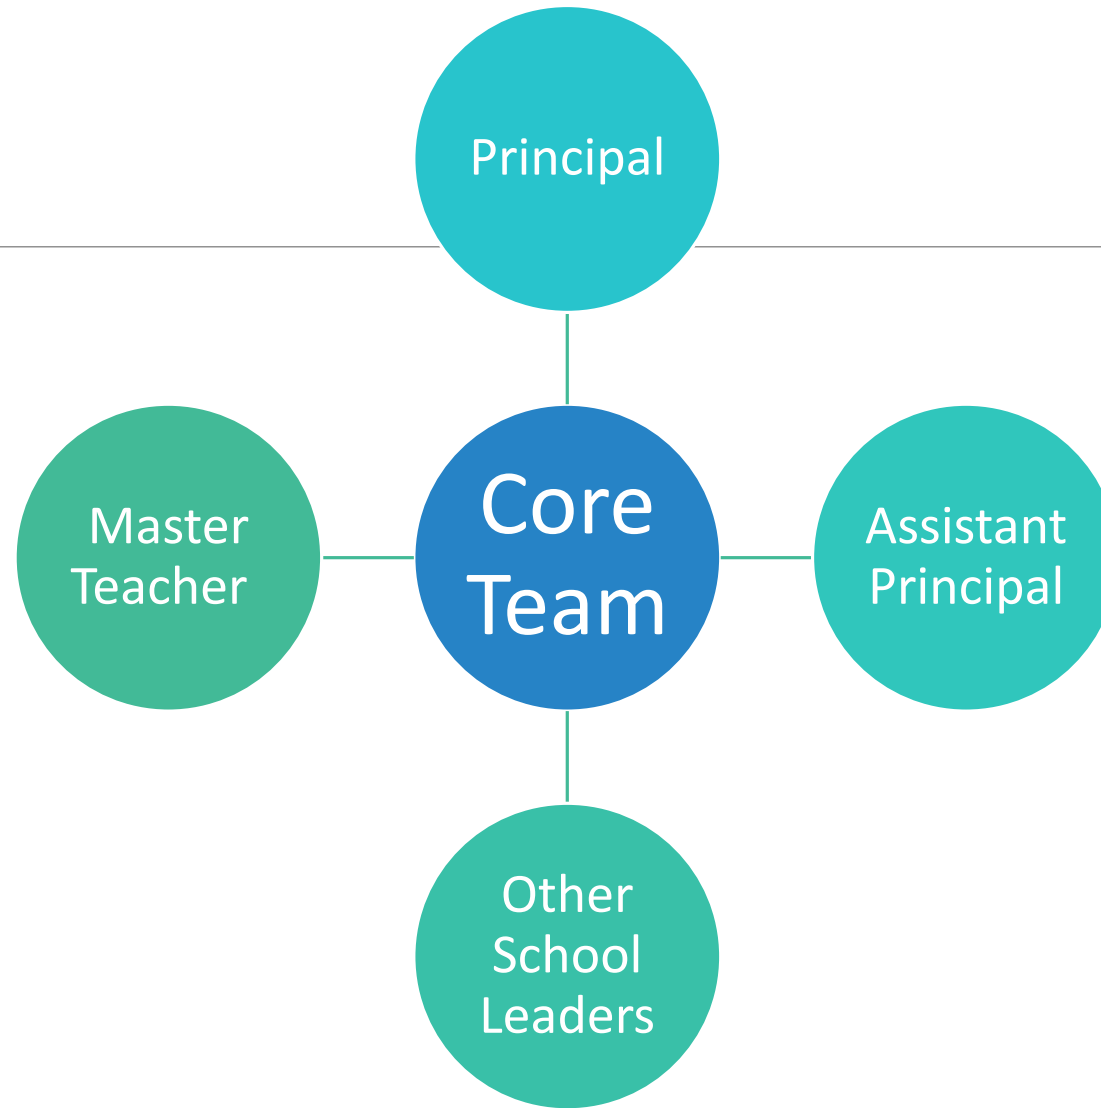 Principal
Master
Teacher
Core
Team
Assistant
Principal
Other
School
Leaders